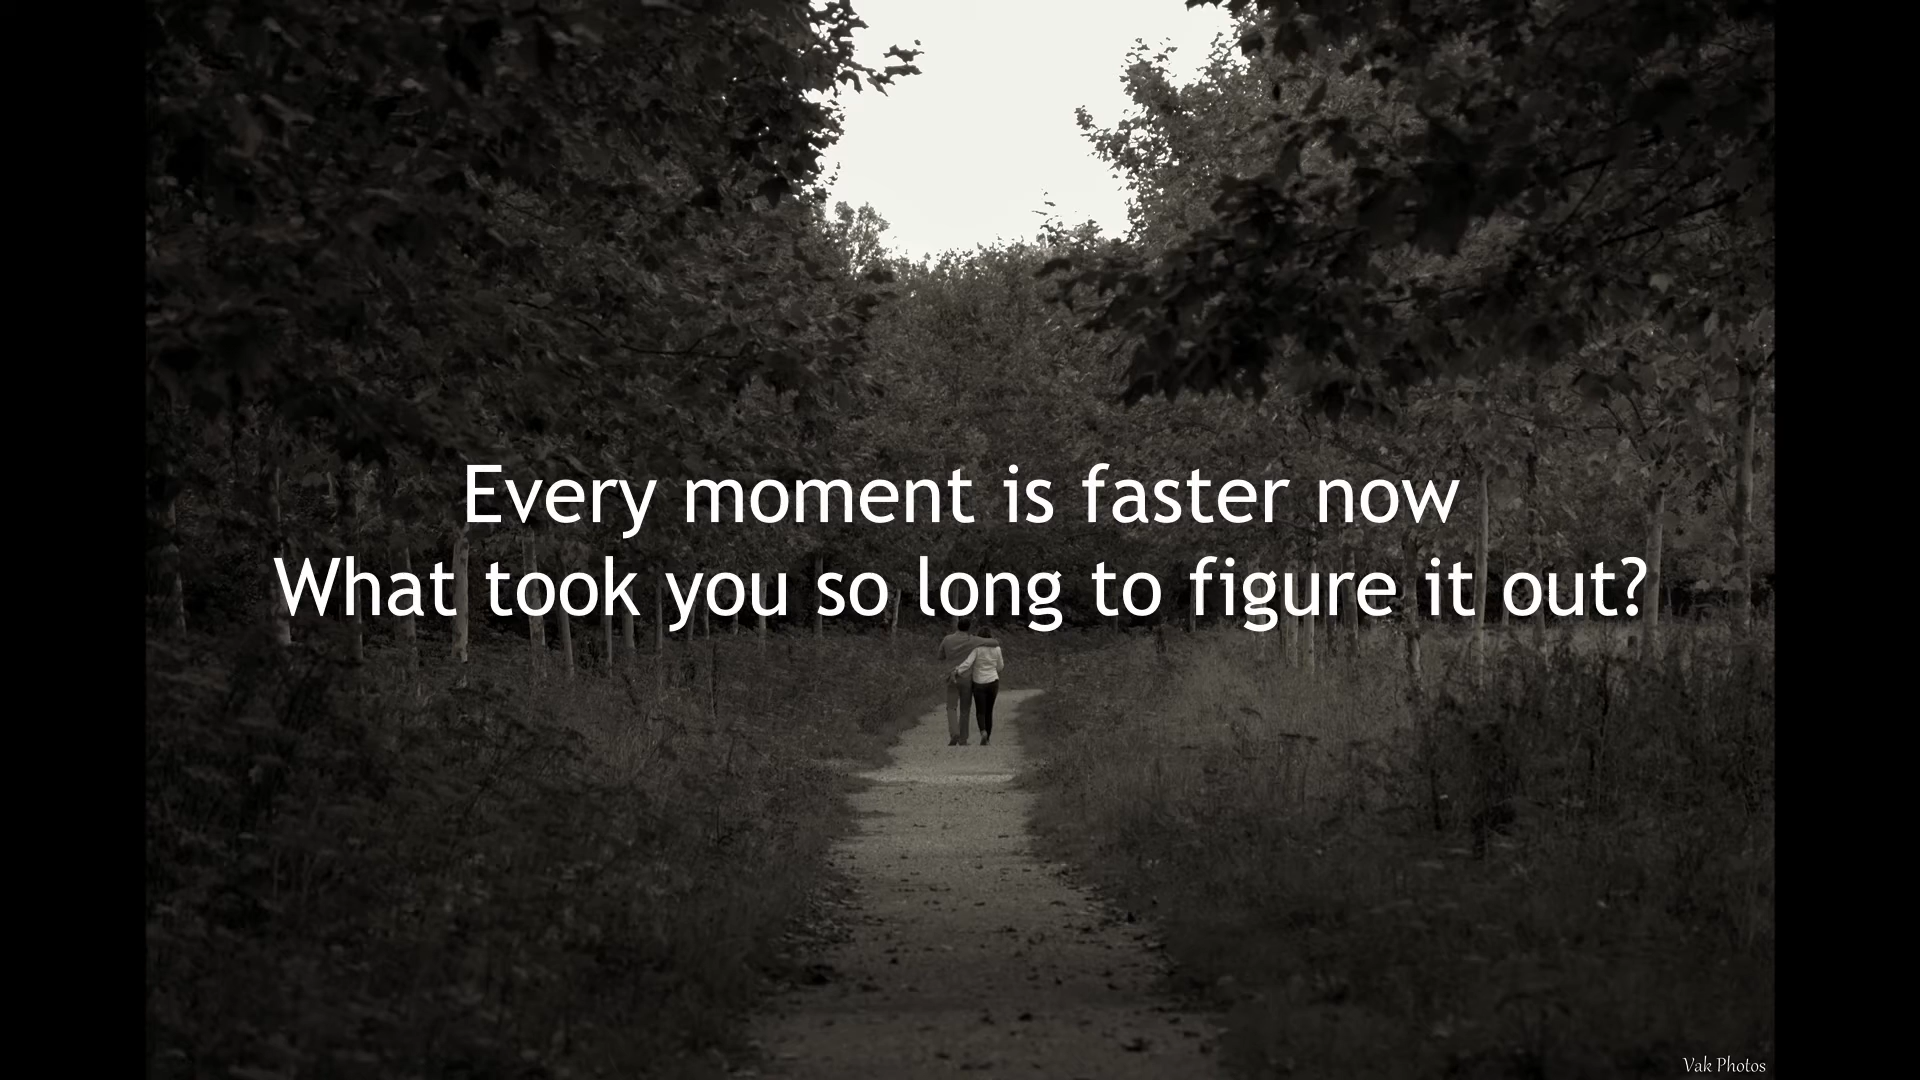 Every moment is faster now
What took you so long to figure it out?
Vak Photos